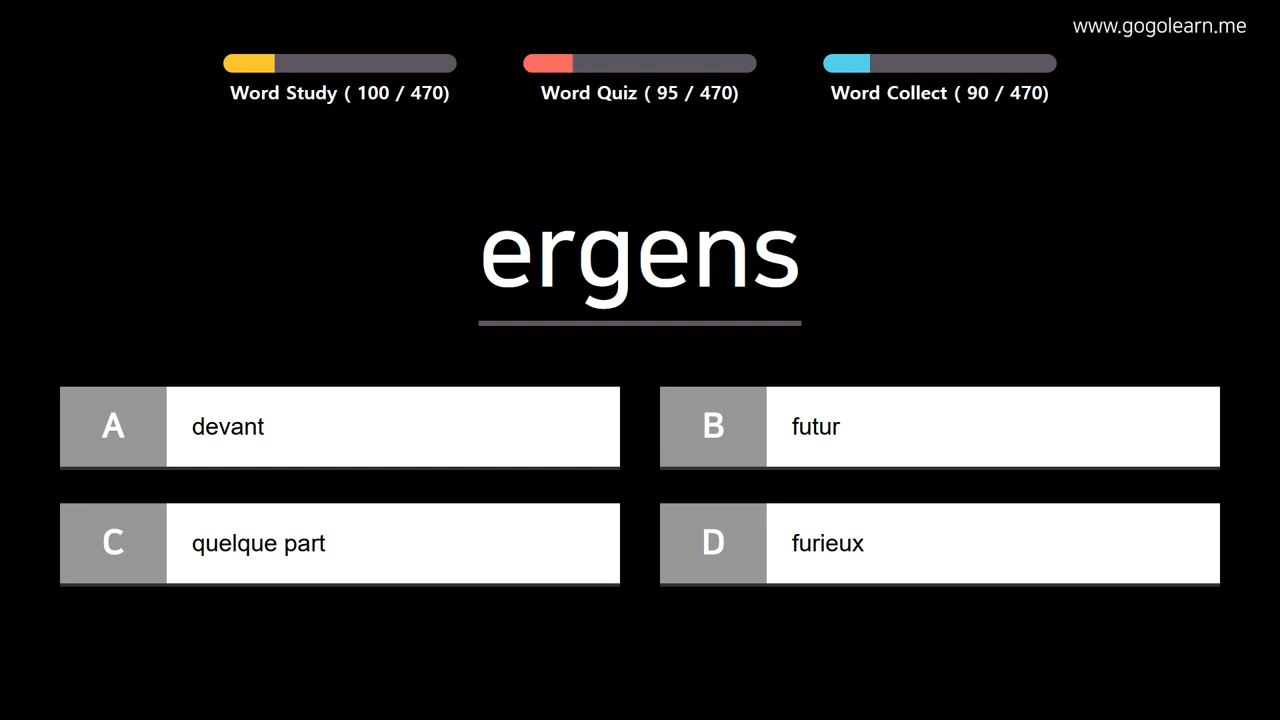 www.gogolearn.me
Word Study ( 100 / 470)
Word Quiz ( 95 / 470)
Word Collect ( 90 / 470)
ergens
A devant
B futur
C quelque part
D furieux